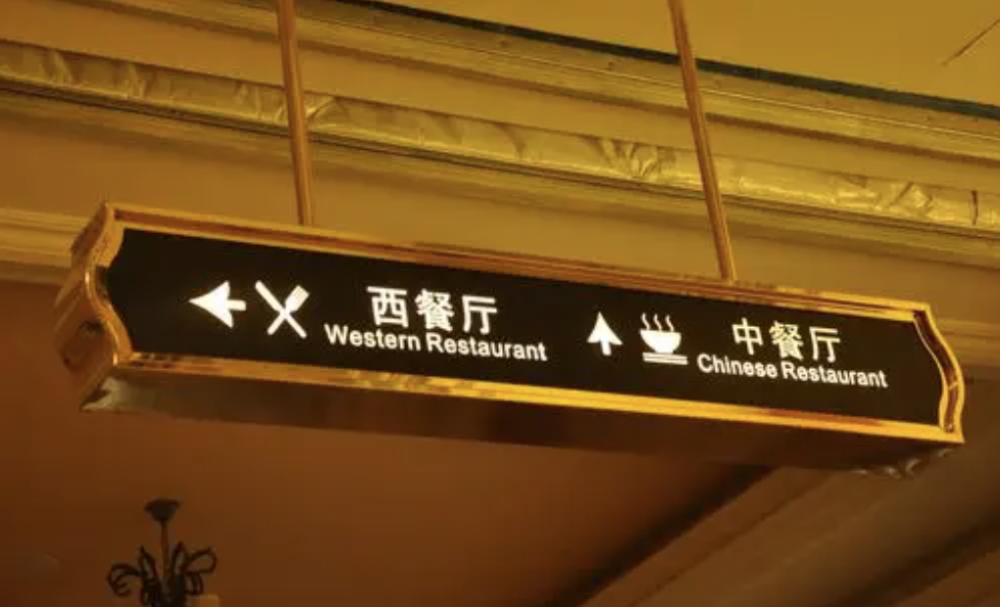 西餐厅
Western Restaurant
中餐厅
Chinese Restaurant